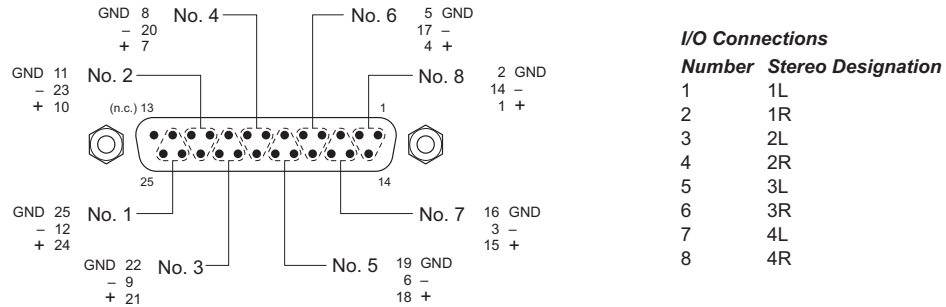 GND 8
– 20
+ 7
No. 4
No. 6
5 GND
17 –
4 +
GND 11
– 23
+ 10
No. 2
No. 8
2 GND
14 –
1 +
(n.c.) 13
1
25
14
GND 25
– 12
+ 24
No. 1
No. 7
16 GND
3 –
15 +
GND 22
– 9
+ 21
No. 3
No. 5
19 GND
6 –
18 +
I/O Connections
Number Stereo Designation
1 1L
2 1R
3 2L
4 2R
5 3L
6 3R
7 4L
8 4R